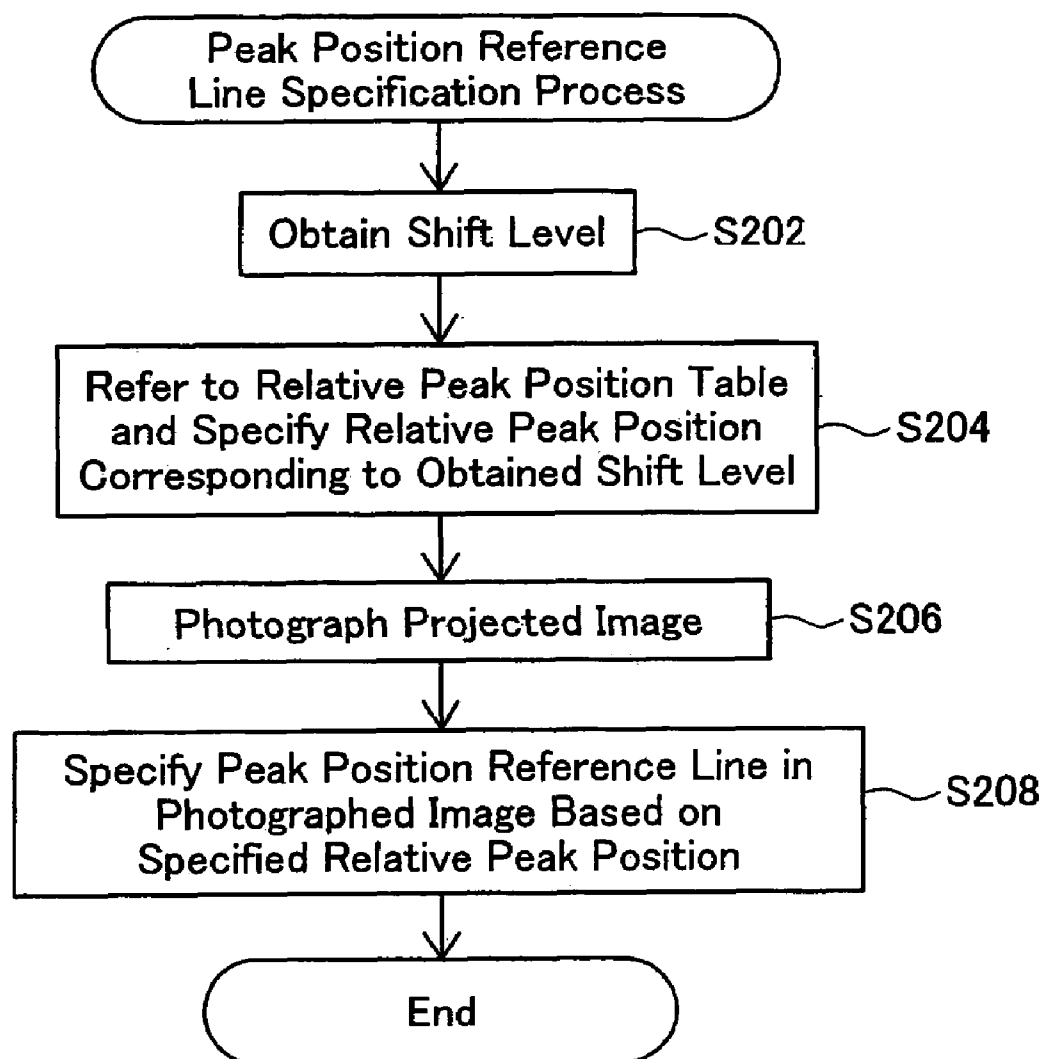 Peak Position Reference
Line Specification Process
Obtain Shift Level
S202
Refer to Relative Peak Position Table
and Specify Relative Peak Position
Corresponding to Obtained Shift Level
S204
Photograph Projected Image
S206
Specify Peak Position Reference Line in
Photographed Image Based on
Specified Relative Peak Position
S208
End